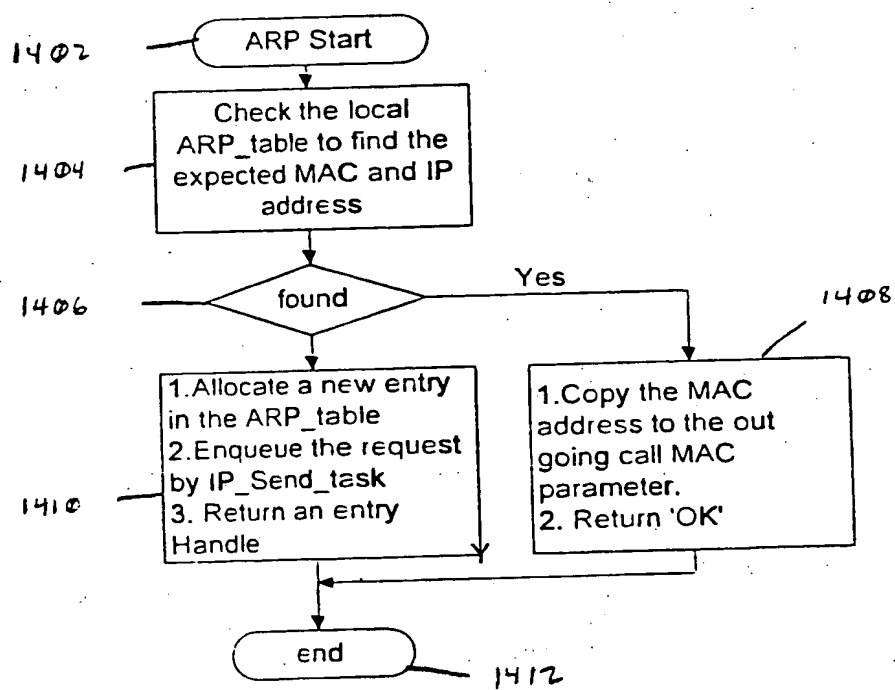 1402
ARP Start
Check the local
ARP_table to find the
expected MAC and IP
address
1404
found
1406
Yes
1408
1.Allocate a new entry
in the ARP_table
2.Enqueue the request
by IP_Send_task
3. Return an entry
Handle
1410
1.Copy the MAC
address to the out
going call MAC
parameter.
2. Return 'OK'
end
1412